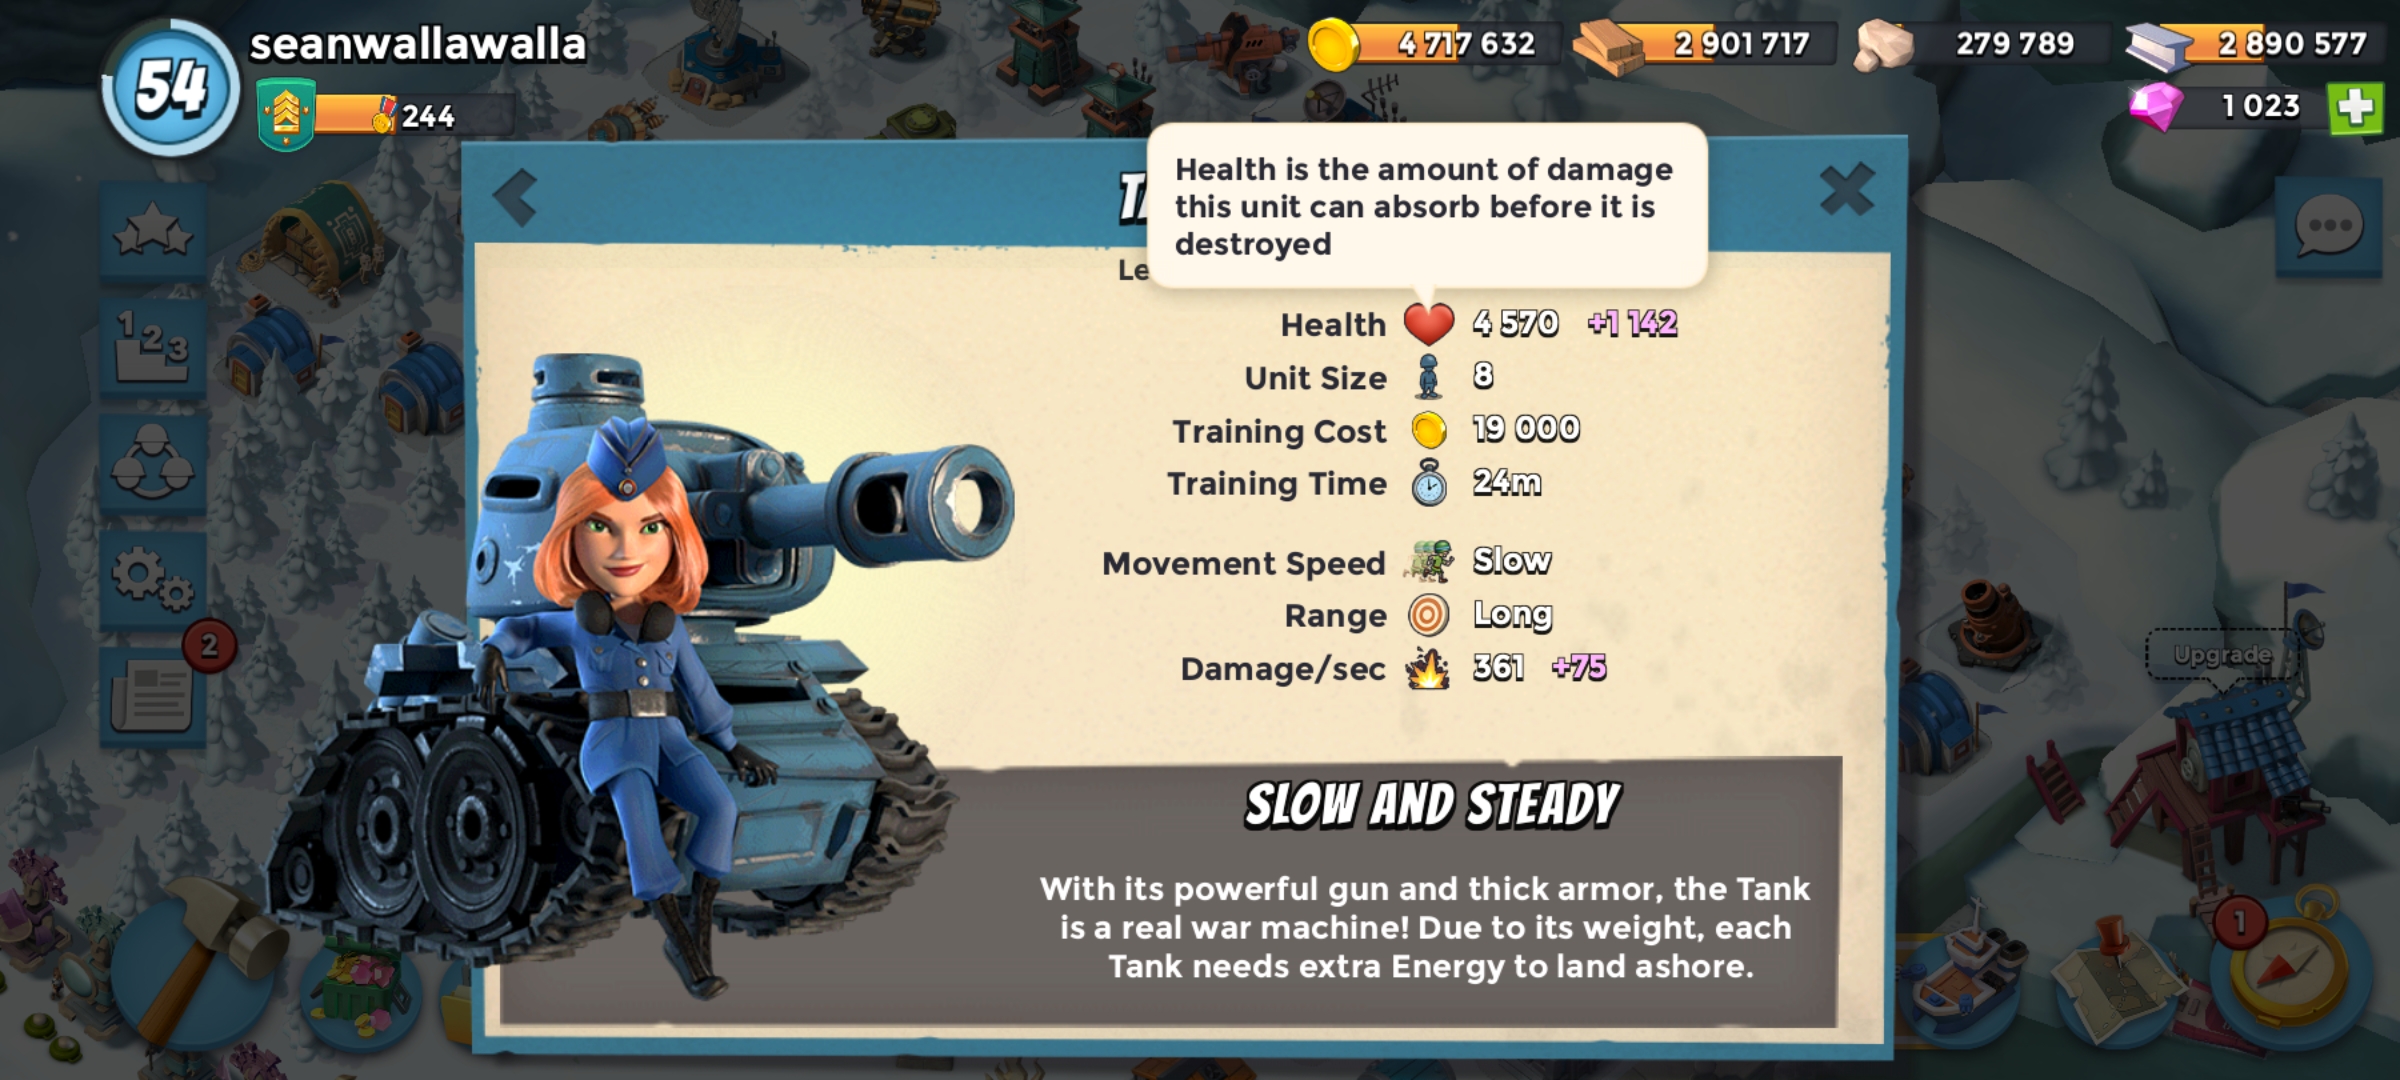 54
seanwallawalla
244
4 717 632
2 901 717
279 789
2 890 577
1 023
Health is the amount of damage
this unit can absorb before it is
destroyed
Health 4 570 +1 142
Unit Size 8
Training Cost 19 000
Training Time 24m
Movement Speed Slow
Range Long
Damage/sec 361 +75
SLOW AND STEADY
With its powerful gun and thick armor, the Tank
is a real war machine! Due to its weight, each
Tank needs extra Energy to land ashore.
1 2 3
2
Upgrade
1